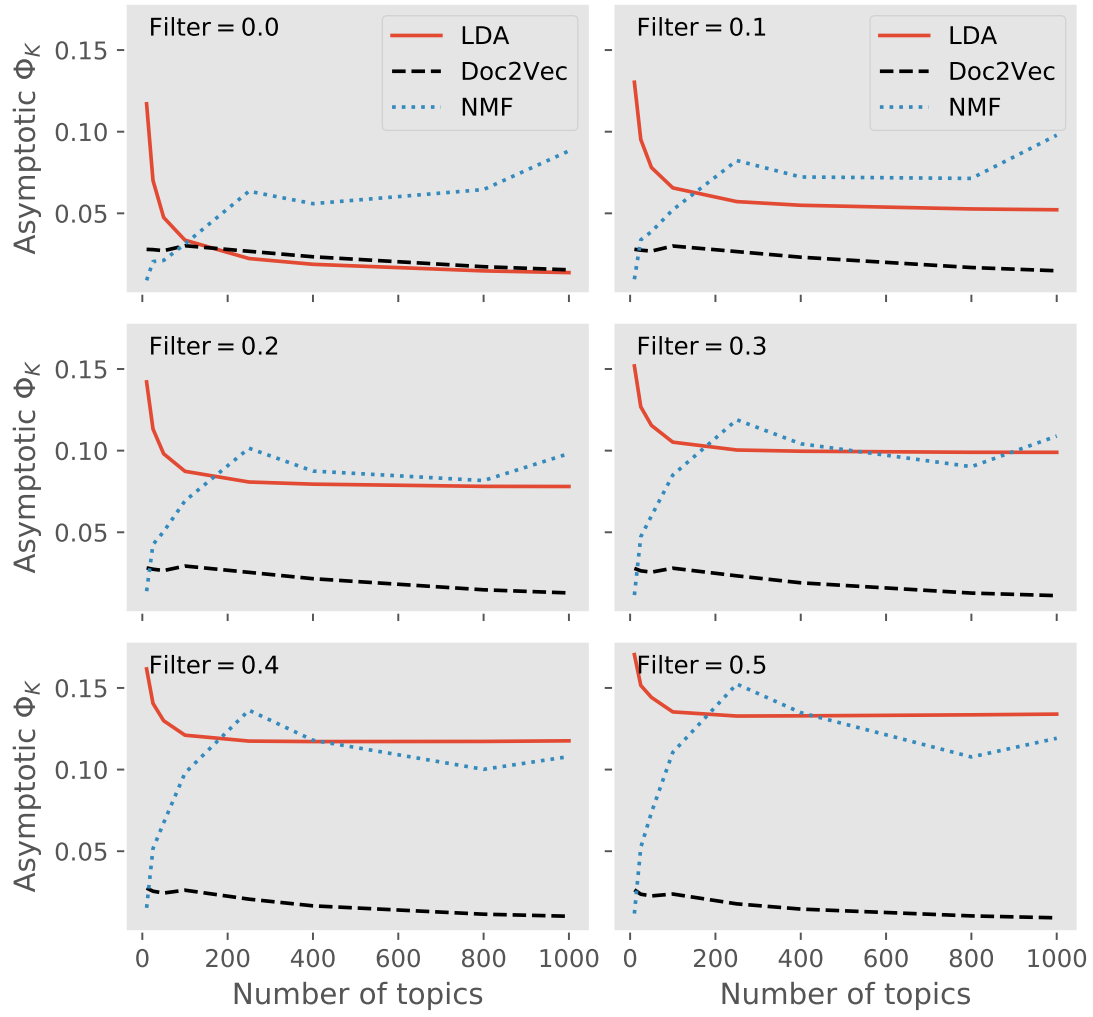 Filter = 0.0
LDA
Doc2Vec
NMF
0.15
0.10
0.05
Asymptotic Φ_K
Filter = 0.1
LDA
Doc2Vec
NMF
Filter = 0.2
0.15
0.10
0.05
Asymptotic Φ_K
Filter = 0.3
Filter = 0.4
0.15
0.10
0.05
Asymptotic Φ_K
0 200 400 600 800 1000
Number of topics
Filter = 0.5
0 200 400 600 800 1000
Number of topics